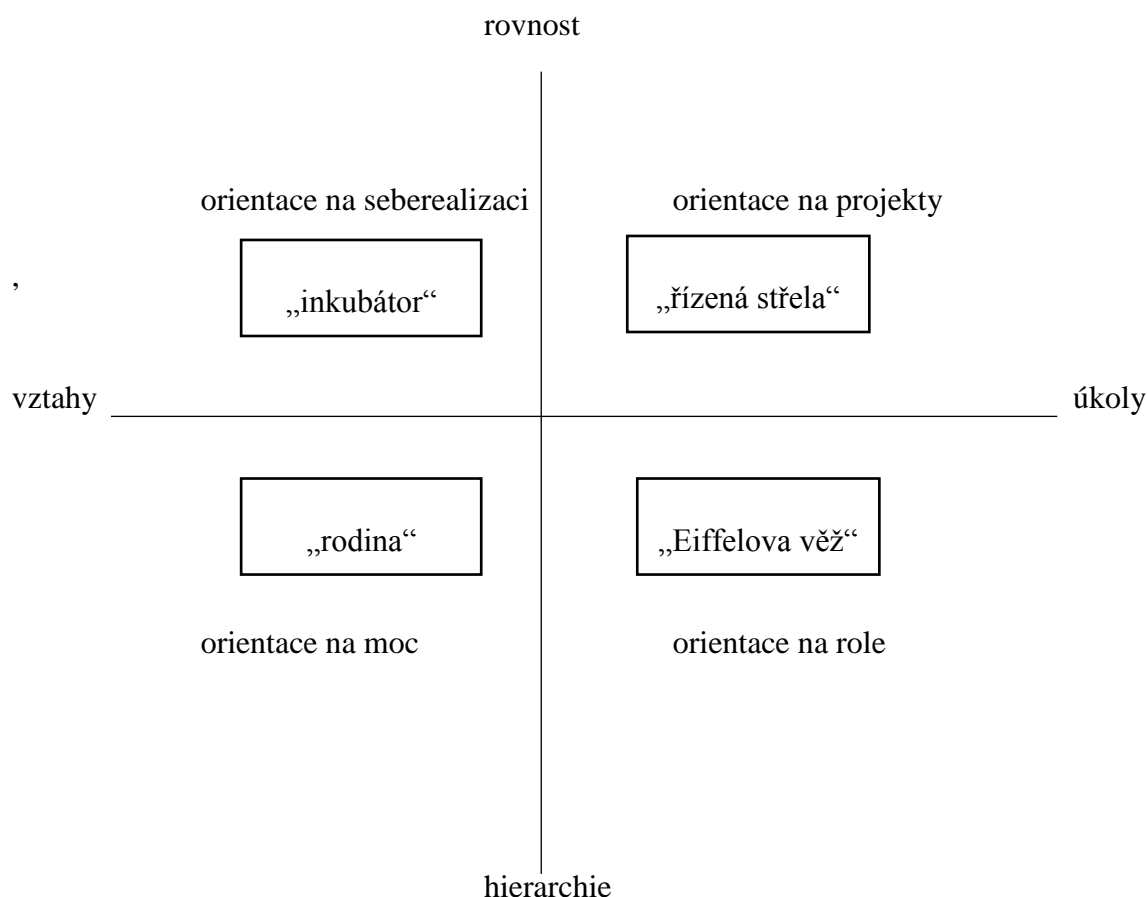 rovnost
orientace na seberealizaci
orientace na projekty
,
„inkubátor“
„řízená střela“
vztahy
úkoly
„rodina“
„Eiffelova věž“
orientace na moc
orientace na role
hierarchie